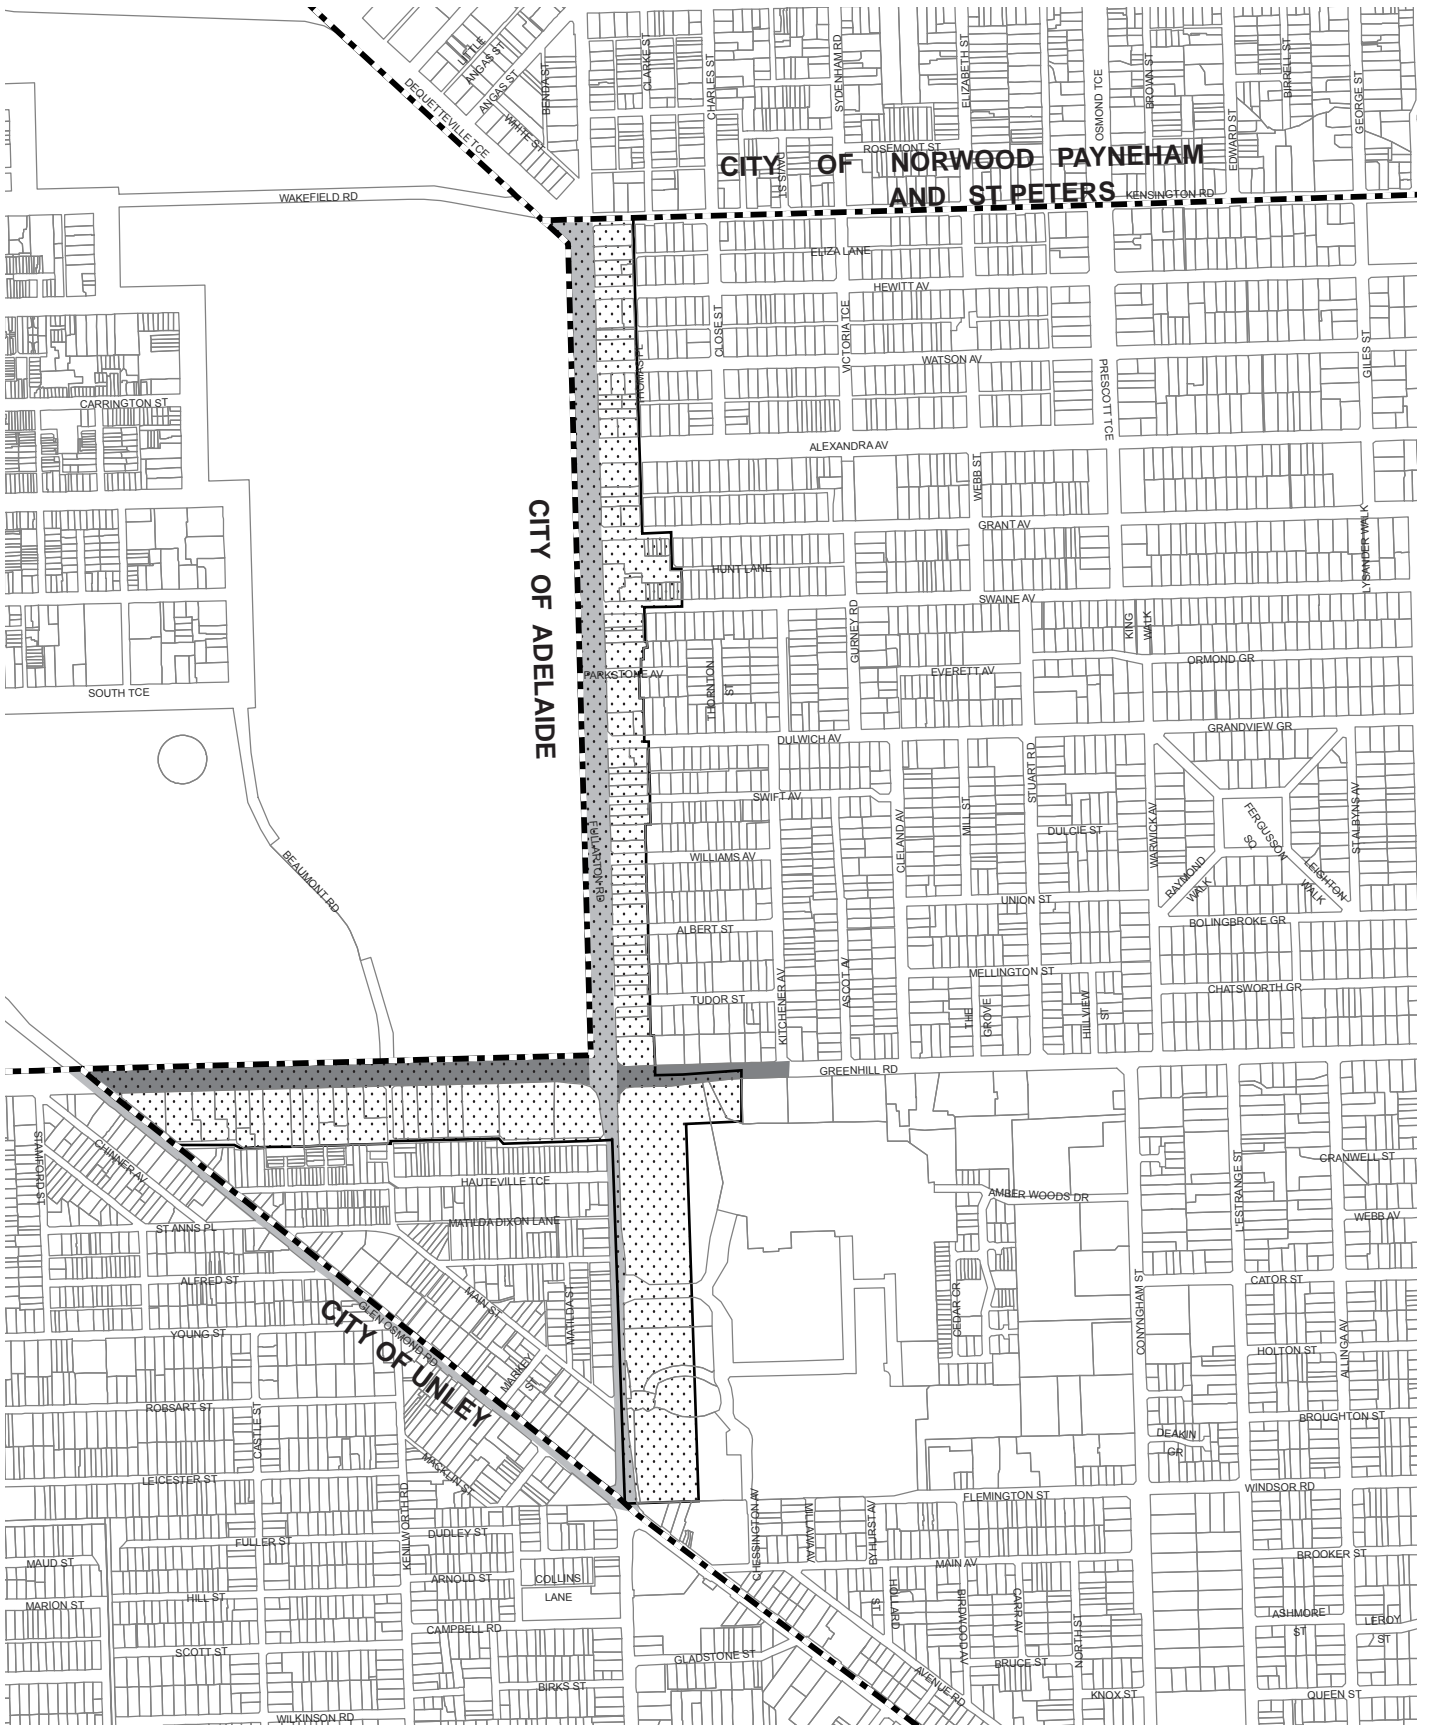 LITTLE
ANGAS ST
ANGAS ST
BENDA ST
CLARKE ST
CHARLES ST
SYDENHAM RD
ELIZABETH ST
OSMOND TCE
BROWN ST
EDWARD ST
BIRRELL ST
GEORGE ST
DEQUETTEVILLE TCE
WHITE ST
DAVIS ST
ROSEMONT ST
CITY OF NORWOOD PAYNEHAM
AND ST PETERS
KENSINGTON RD
WAKEFIELD RD
ELIZA LANE
HEWITT AV
CLOSE ST
VICTORIA TCE
THOMAS PL
WATSON AV
PRESCOTT TCE
GILES ST
CARRINGTON ST
ALEXANDRA AV
WEBB ST
GRANT AV
LYSANDER WALK
CITY OF ADELAIDE
HUNT LANE
SWAINE AV
KING
WALK
GURNEY RD
ORMOND GR
PARKSTONE AV
THORNTON
ST
EVERETT AV
SOUTH TCE
GRANDVIEW GR
DULWICH AV
STUART RD
SWIFT AV
CLELAND AV
MILL ST
DULCIE ST
WARWICK AV
FERGUSSON
SQ
ST ALBYNS AV
FULLARTON RD
WILLIAMS AV
BEAUMONT RD
RAYMOND
WALK
LEIGHTON
WALK
UNION ST
BOLINGBROKE GR
ALBERT ST
KITCHENER AV
ASCOT AV
MELLINGTON ST
CHATSWORTH GR
TUDOR ST
THE
GROVE
HILLVIEW
ST
GREENHILL RD
STAMFORD ST
CHINNER AV
HAUTEVILLE TCE
AMBER WOODS DR
L'ESTRANGE ST
CRANWELL ST
WEBB AV
ST ANNS PL
MATILDA DIXON LANE
ALFRED ST
MAIN ST
MATILDA ST
CEDAR CR
CONYNGHAM ST
CATOR ST
YOUNG ST
GLEN OSMOND RD
CITY OF UNLEY
MARKEY
ST
HOLTON ST
ALLINGA AV
ROBSART ST
CASTLE ST
BROUGHTON ST
DEAKIN
GR
LEICESTER ST
MACKLIN ST
KENILWORTH RD
CHESSINGTON AV
MILLAWA AV
BYHURST AV
FLEMINGTON ST
WINDSOR RD
FULLER ST
DUDLEY ST
MAUD ST
ARNOLD ST
COLLINS
LANE
MAIN AV
BROOKER ST
HILL ST
MARION ST
HOLLARD
ST
BIRDWOOD AV
CARR AV
NORTH ST
ASHMORE
ST
LEROY
ST
CAMPBELL RD
SCOTT ST
GLADSTONE ST
BRUCE ST
BIRKS ST
AVENUE RD
KNOX ST
QUEEN ST
WILKINSON RD